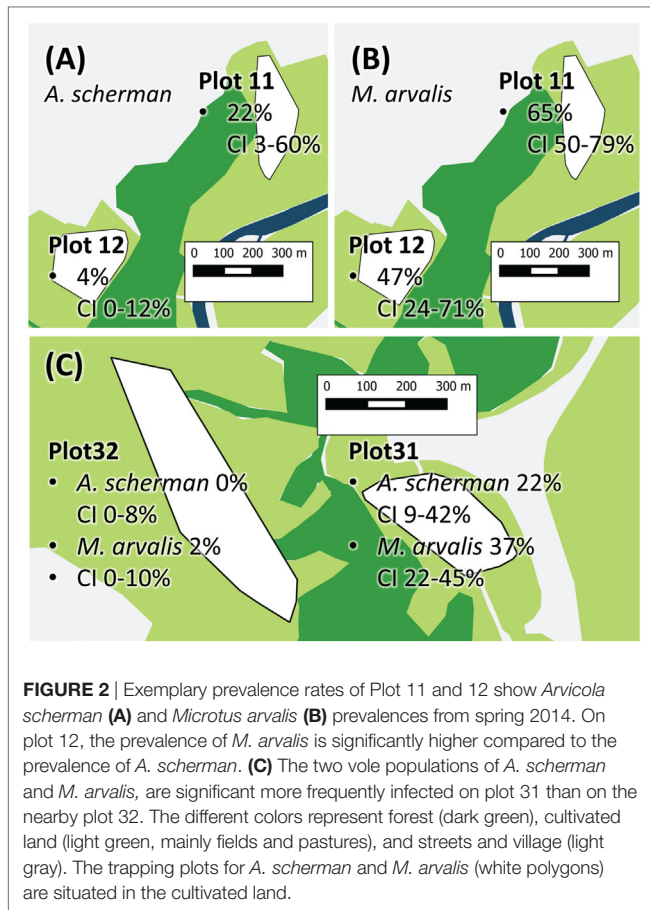 (A)
A. scherman
Plot 11
• 22%
CI 3-60%
Plot 12
• 4%
CI 0-12%
0 100 200 300 m
(B)
M. arvalis
Plot 11
• 65%
CI 50-79%
Plot 12
• 47%
CI 24-71%
0 100 200 300 m
(C)
0 100 200 300 m
Plot32
• A. scherman 0%
CI 0-8%
• M. arvalis 2%
• CI 0-10%
Plot31
• A. scherman 22%
CI 9-42%
• M. arvalis 37%
CI 22-45%
FIGURE 2 | Exemplary prevalence rates of Plot 11 and 12 show Arvicola
scherman (A) and Microtus arvalis (B) prevalences from spring 2014. On
plot 12, the prevalence of M. arvalis is significantly higher compared to the
prevalence of A. scherman. (C) The two vole populations of A. scherman
and M. arvalis, are significant more frequently infected on plot 31 than on the
nearby plot 32. The different colors represent forest (dark green), cultivated
land (light green, mainly fields and pastures), and streets and village (light
gray). The trapping plots for A. scherman and M. arvalis (white polygons)
are situated in the cultivated land.